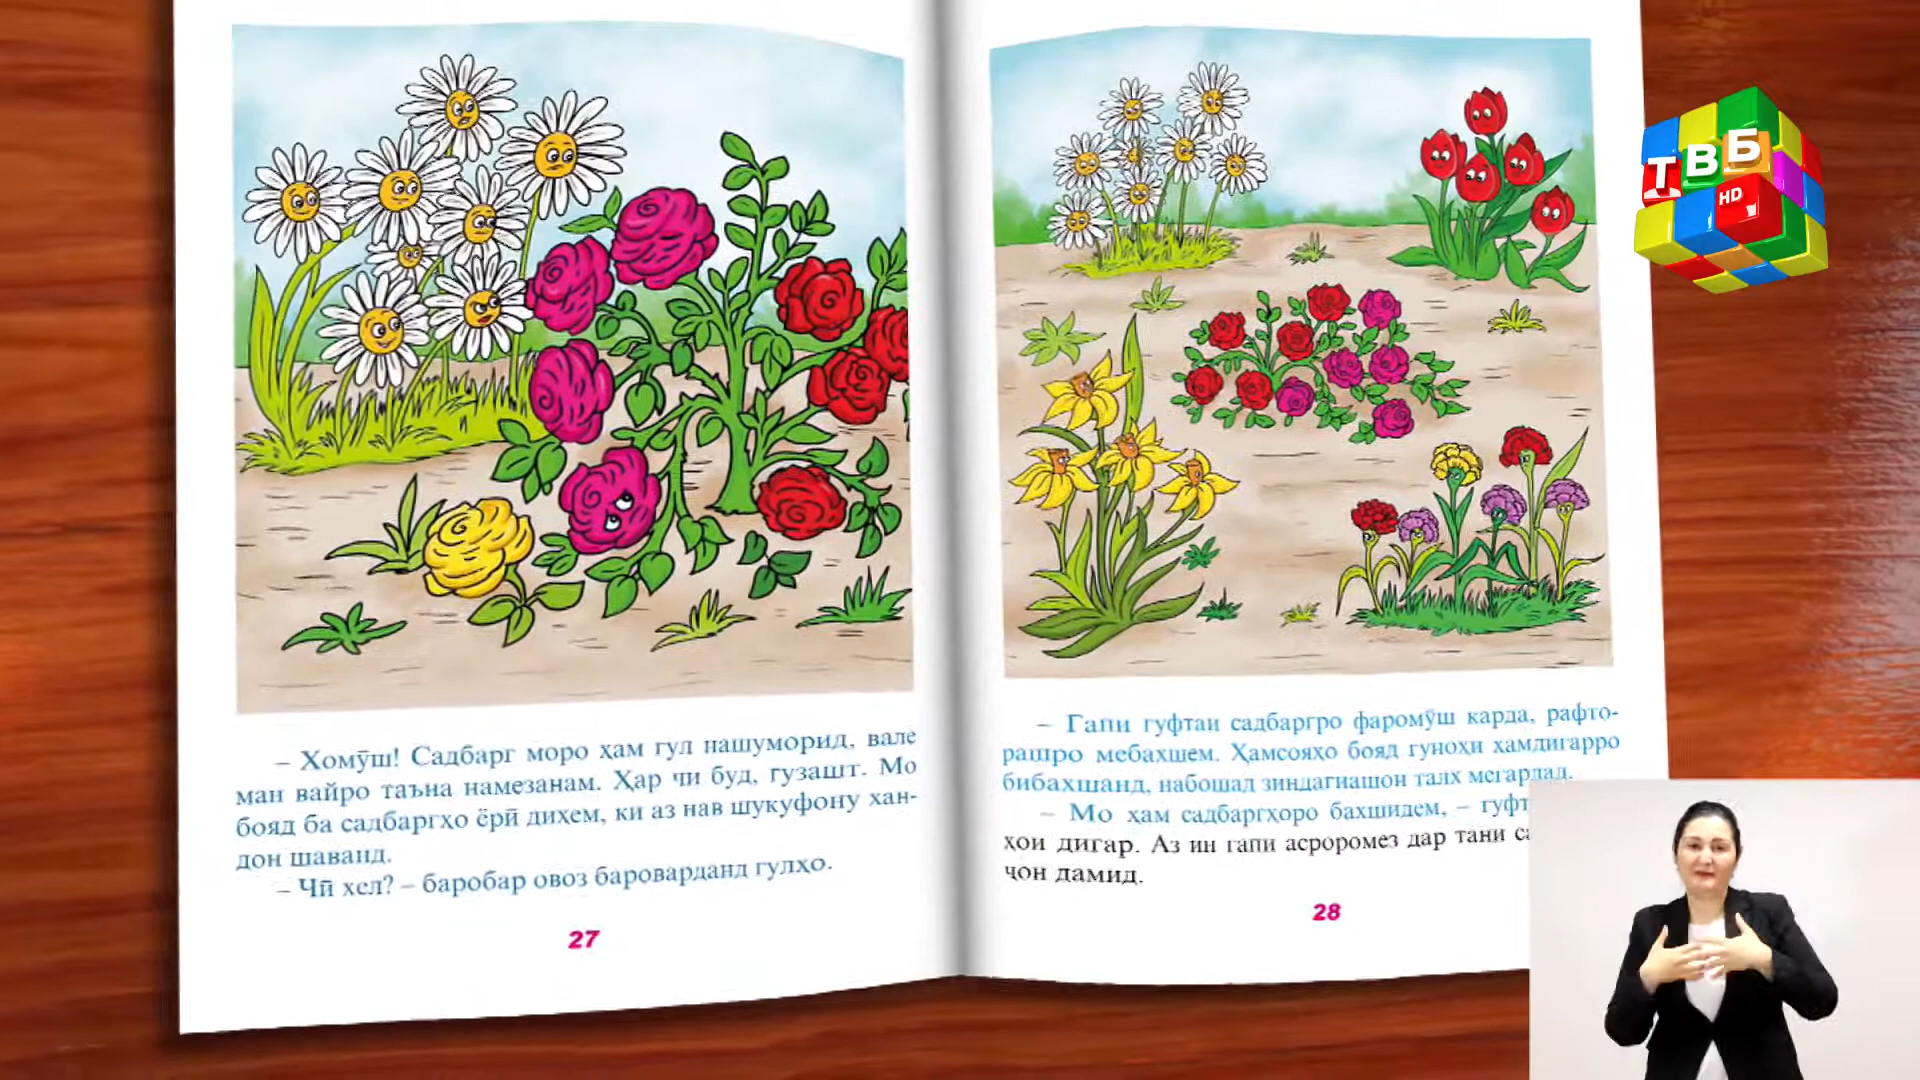 – Хомӯш! Садбарг моро ҳам гул нашуморид, вале
ман вайро таъна намезанам. Ҳар чи буд, гузашт. Мо
бояд ба садбаргҳо ёрӣ диҳем, ки аз нав шукуфону хан-
дон шаванд.
– Чӣ хел? – баробар овоз бароварданд гулҳо.
27
– Гапи гуфтаи садбаргро фаромӯш карда, рафто-
рашро мебахшем. Ҳамсояҳо бояд гуноҳи ҳамдигарро
бибахшанд, набошад зиндагиашон талх мегардад.
– Мо ҳам садбаргҳоро бахшидем, –
ҳои дигар. Аз ин гапи асроромез дар тани
ҷон дамид.
28
ТВБ
HD